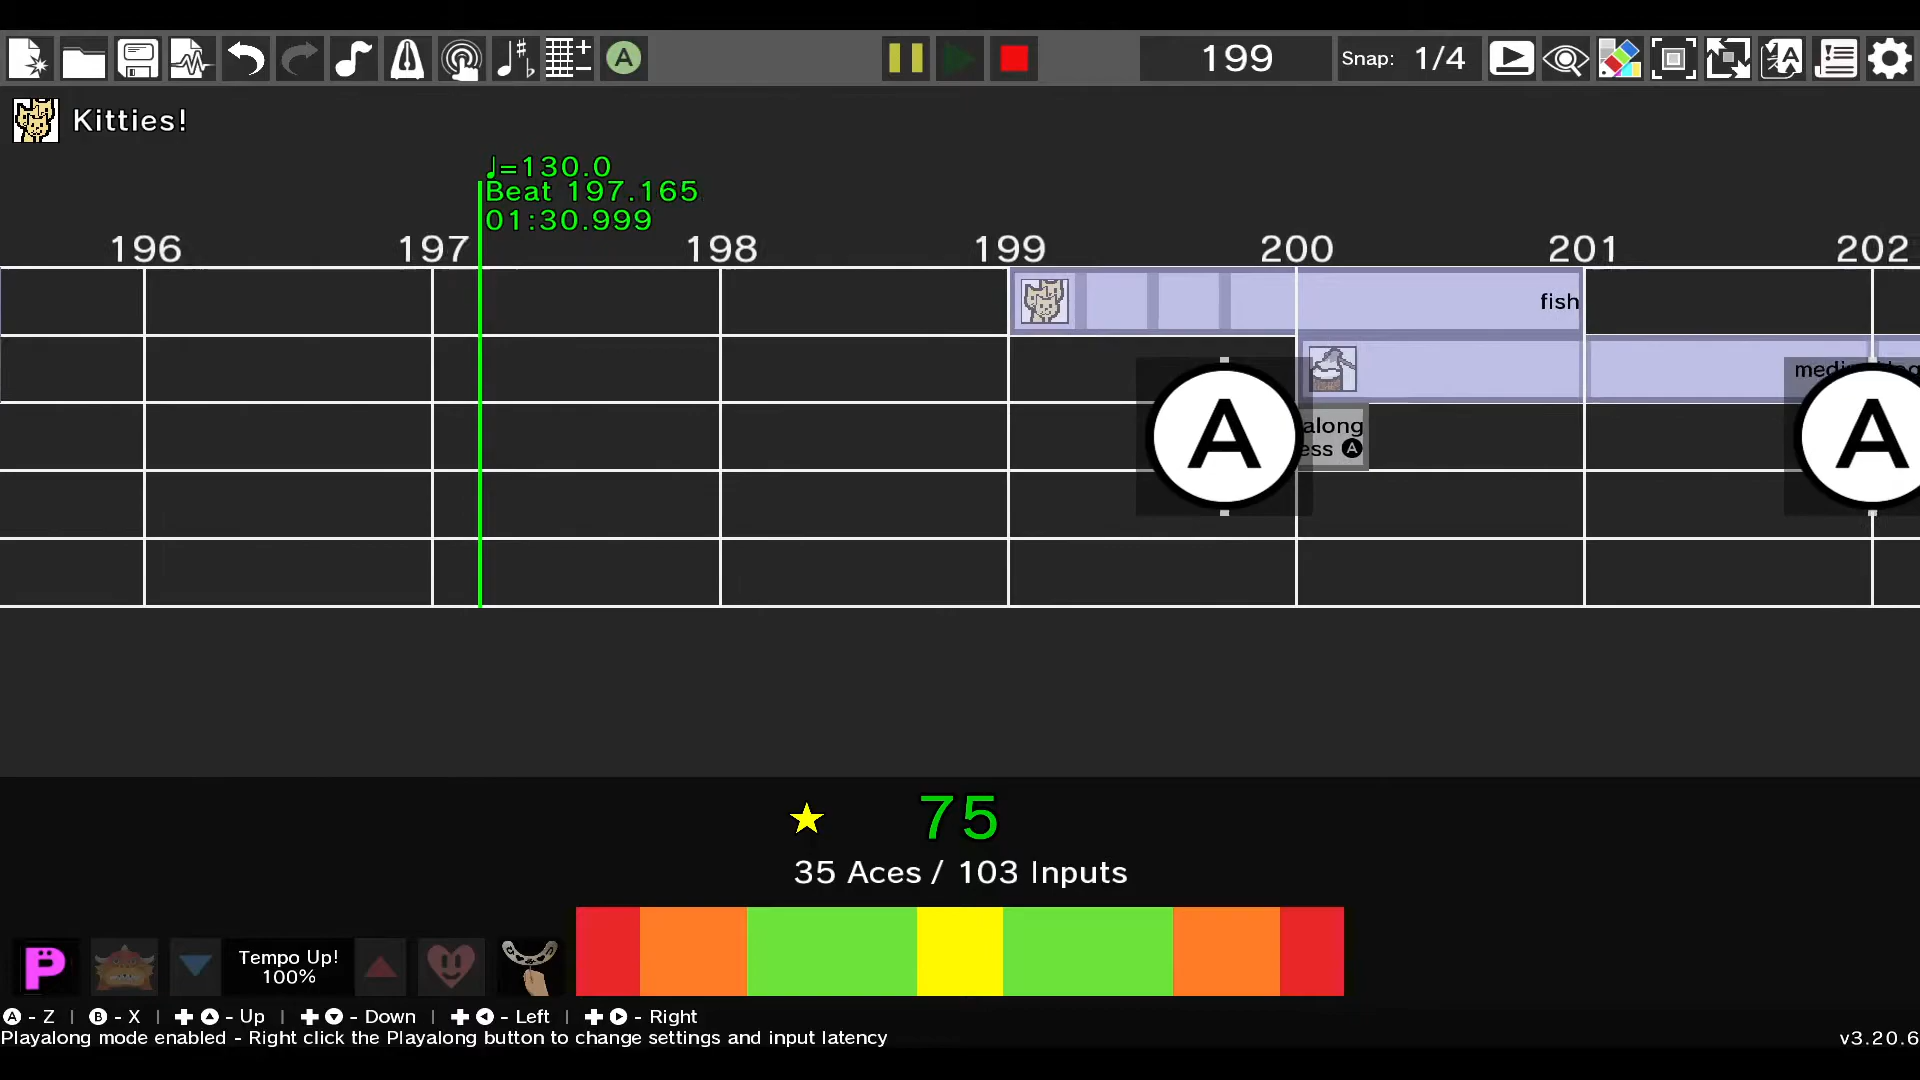 A
199
Snap: 1/4
A
Kitties!
♩=130.0
Beat 197.165
01:30.999
196 197 198 199 200 201 202
fish
along
ess A
A
A
★ 75
35 Aces / 103 Inputs
P
Tempo Up!
100%
A - Z | B - X | - Up | - Down | - Left | - Right
Playalong mode enabled - Right click the Playalong button to change settings and input latency
v3.20.6